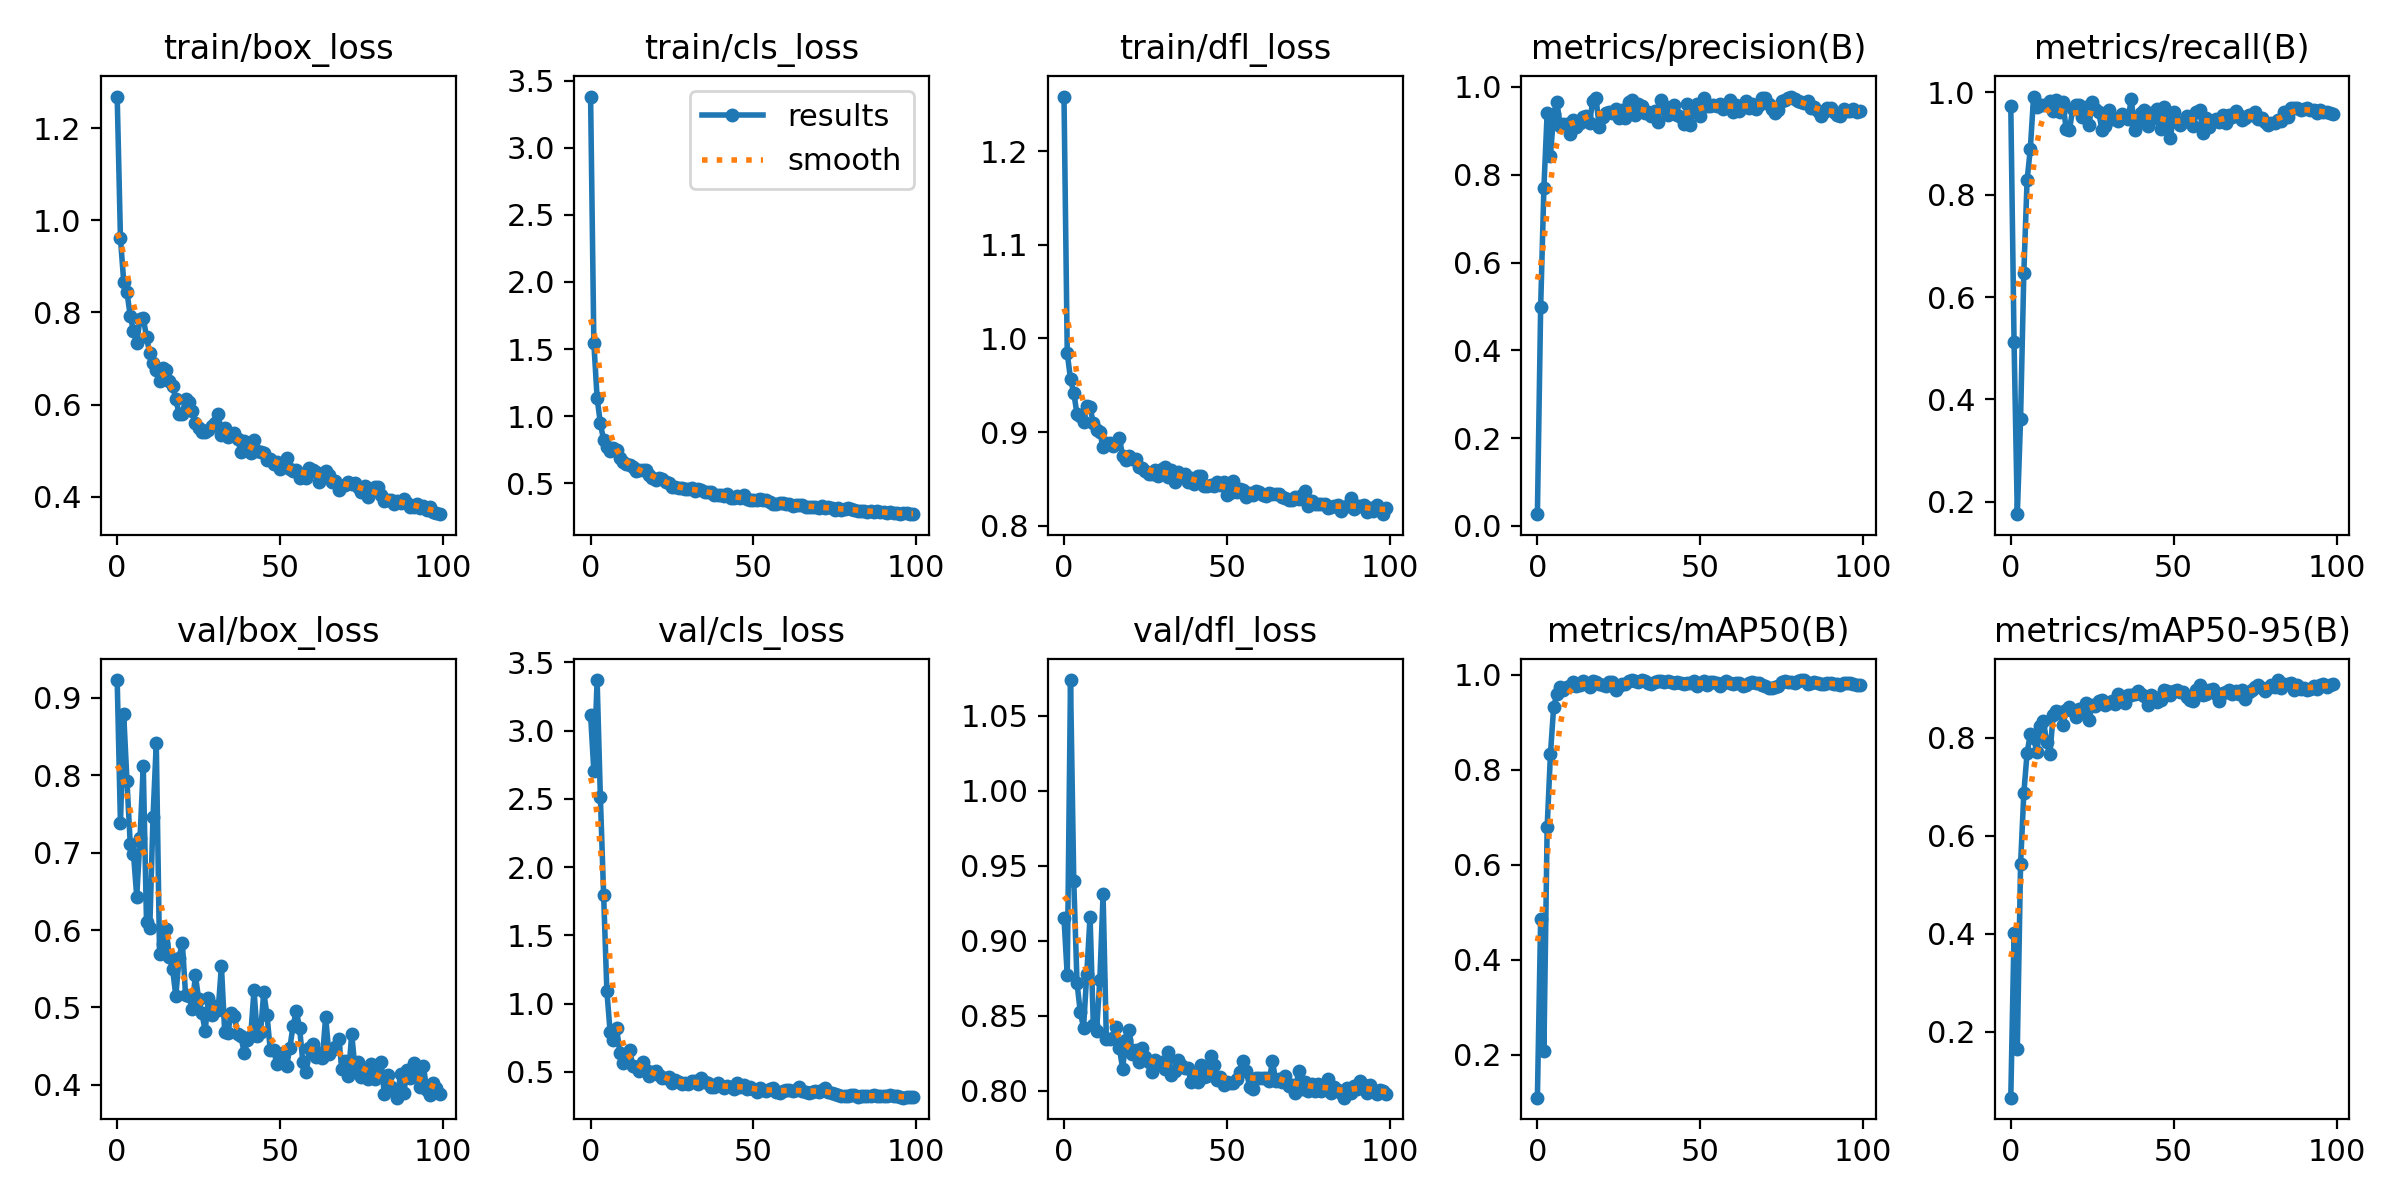 train/box_loss
1.2
1.0
0.8
0.6
0.4
0 50 100
train/cls_loss
3.5
3.0
2.5
2.0
1.5
1.0
0.5
0 50 100
results
smooth
train/dfl_loss
1.2
1.1
1.0
0.9
0.8
0 50 100
metrics/precision(B)
1.0
0.8
0.6
0.4
0.2
0.0
0 50 100
metrics/recall(B)
1.0
0.8
0.6
0.4
0.2
0 50 100
val/box_loss
0.9
0.8
0.7
0.6
0.5
0.4
0 50 100
val/cls_loss
3.5
3.0
2.5
2.0
1.5
1.0
0.5
0 50 100
val/dfl_loss
1.05
1.00
0.95
0.90
0.85
0.80
0 50 100
metrics/mAP50(B)
1.0
0.8
0.6
0.4
0.2
0 50 100
metrics/mAP50-95(B)
0.8
0.6
0.4
0.2
0 50 100